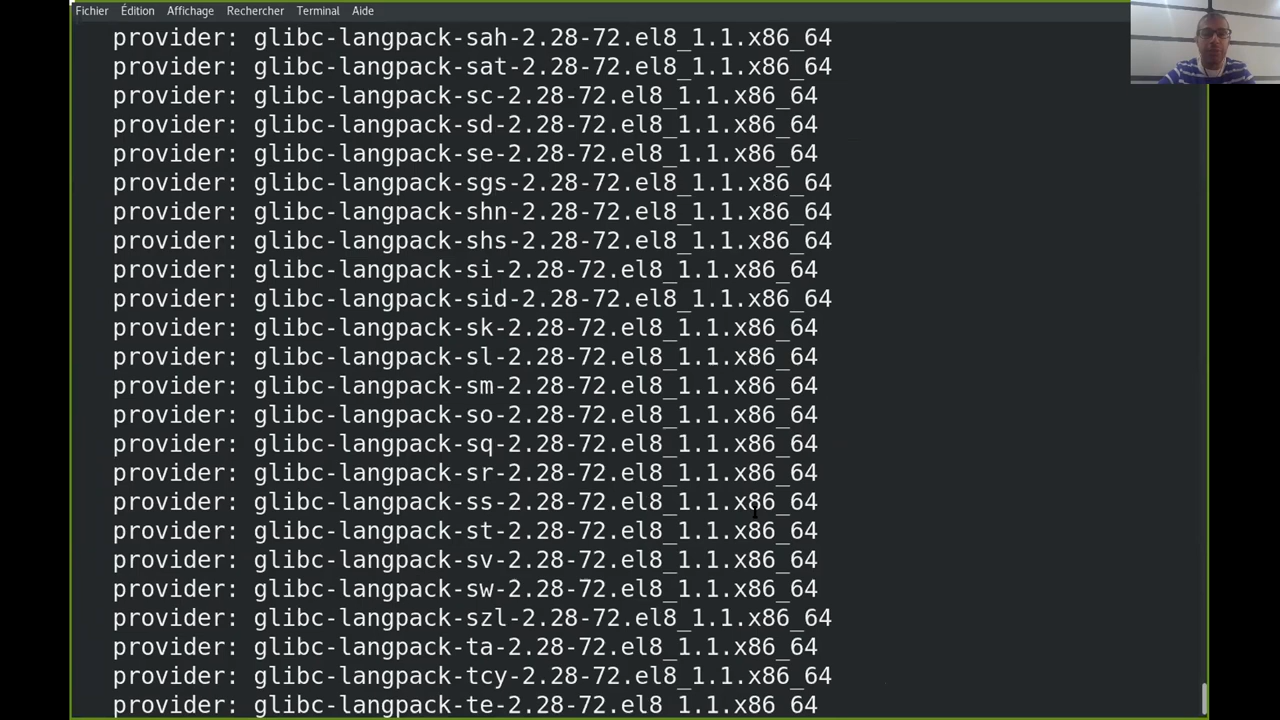 Fichier Édition Affichage Rechercher Terminal Aide
provider: glibc-langpack-sah-2.28-72.el8_1.1.x86_64
provider: glibc-langpack-sat-2.28-72.el8_1.1.x86_64
provider: glibc-langpack-sc-2.28-72.el8_1.1.x86_64
provider: glibc-langpack-sd-2.28-72.el8_1.1.x86_64
provider: glibc-langpack-se-2.28-72.el8_1.1.x86_64
provider: glibc-langpack-sgs-2.28-72.el8_1.1.x86_64
provider: glibc-langpack-shn-2.28-72.el8_1.1.x86_64
provider: glibc-langpack-shs-2.28-72.el8_1.1.x86_64
provider: glibc-langpack-si-2.28-72.el8_1.1.x86_64
provider: glibc-langpack-sid-2.28-72.el8_1.1.x86_64
provider: glibc-langpack-sk-2.28-72.el8_1.1.x86_64
provider: glibc-langpack-sl-2.28-72.el8_1.1.x86_64
provider: glibc-langpack-sm-2.28-72.el8_1.1.x86_64
provider: glibc-langpack-so-2.28-72.el8_1.1.x86_64
provider: glibc-langpack-sq-2.28-72.el8_1.1.x86_64
provider: glibc-langpack-sr-2.28-72.el8_1.1.x86_64
provider: glibc-langpack-ss-2.28-72.el8_1.1.x86_64
provider: glibc-langpack-st-2.28-72.el8_1.1.x86_64
provider: glibc-langpack-sv-2.28-72.el8_1.1.x86_64
provider: glibc-langpack-sw-2.28-72.el8_1.1.x86_64
provider: glibc-langpack-szl-2.28-72.el8_1.1.x86_64
provider: glibc-langpack-ta-2.28-72.el8_1.1.x86_64
provider: glibc-langpack-tcy-2.28-72.el8_1.1.x86_64
provider: glibc-langpack-te-2.28-72.el8_1.1.x86_64